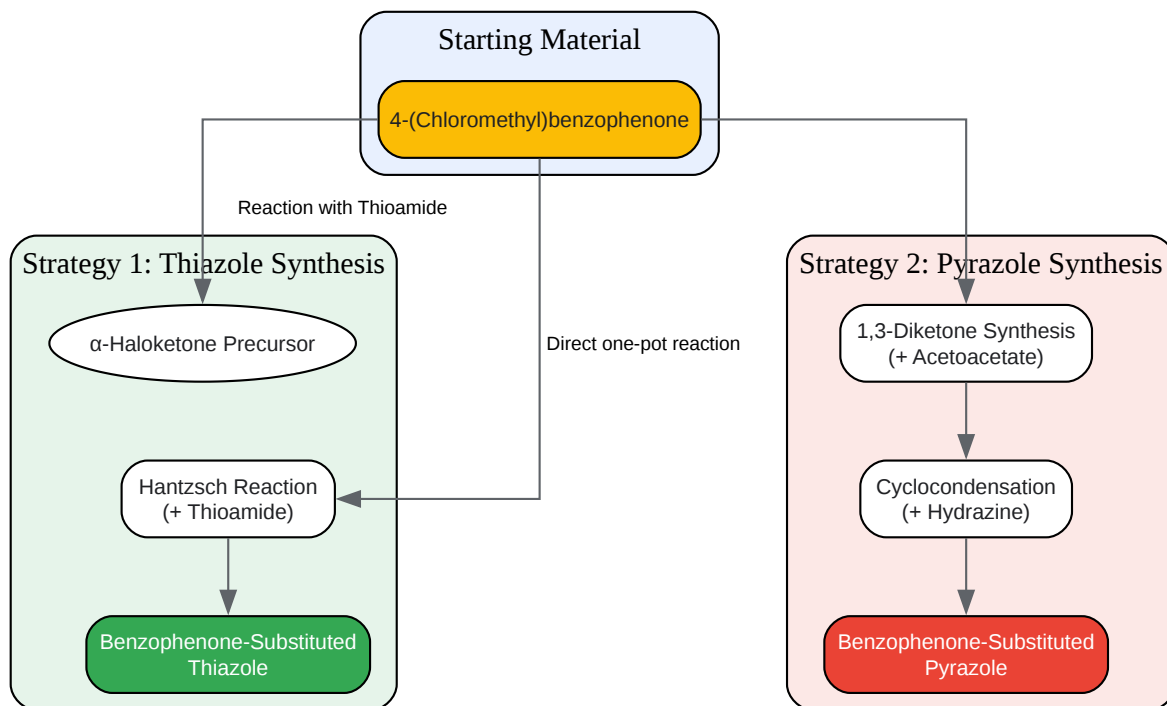 Starting Material
4-(Chloromethyl)benzophenone
Reaction with Thioamide
Strategy 1: Thiazole Synthesis
α-Haloketone Precursor
Direct one-pot reaction
Hantzsch Reaction
(+ Thioamide)
Benzophenone-Substituted
Thiazole
Strategy 2: Pyrazole Synthesis
1,3-Diketone Synthesis
(+ Acetoacetate)
Cyclocondensation
(+ Hydrazine)
Benzophenone-Substituted
Pyrazole